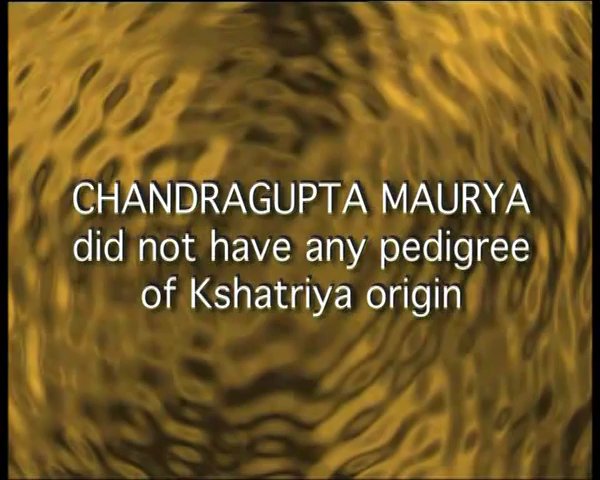 CHANDRAGUPTA MAURYA
did not have any pedigree
of Kshatriya origin